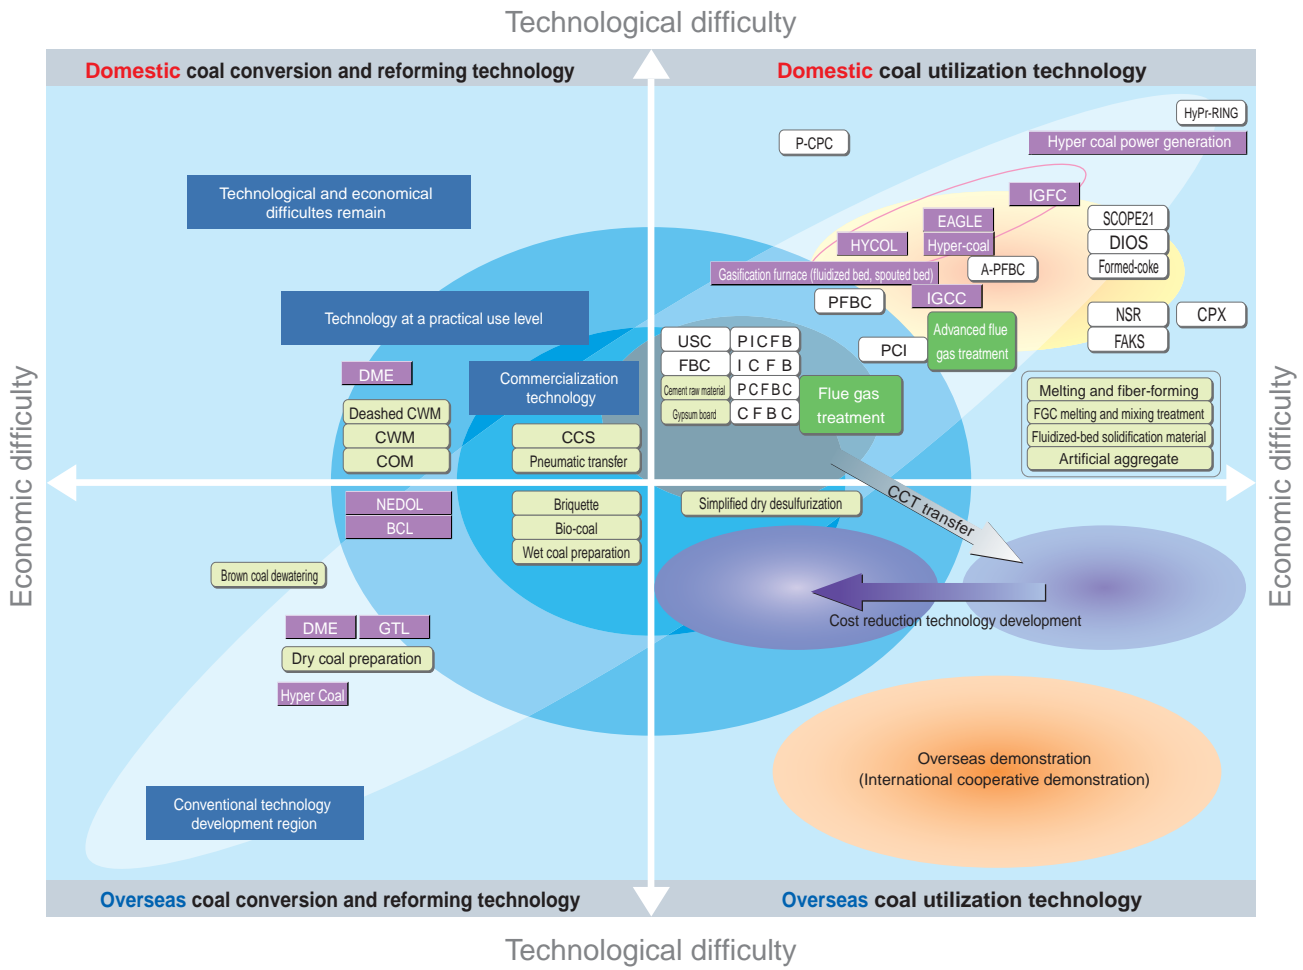 Technological difficulty
Domestic coal conversion and reforming technology
Domestic coal utilization technology
HyPr-RING
P-CPC
Hyper coal power generation
Technological and economical
difficultes remain
IGFC
SCOPE21
EAGLE
DIOS
HYCOL
Hyper-coal
Formed-coke
A-PFBC
Gasification furnace (fluidized bed, spouted bed)
IGCC
PFBC
Technology at a practical use level
NSR
CPX
Advanced flue
gas treatment
FAKS
PCI
USC
PICFB
FBC
ICFB
Cement raw material
PCFBC
Gypsum board
CFBC
Flue gas
treatment
DME
Commercialization
technology
Deashed CWM
CWM
COM
CCS
Pneumatic transfer
Melting and fiber-forming
FGC melting and mixing treatment
Fluidized-bed solidification material
Artificial aggregate
Economic difficulty
Economic difficulty
NEDOL
BCL
Briquette
Bio-coal
Wet coal preparation
Simplified dry desulfurization
CCT transfer
Brown coal dewatering
Cost reduction technology development
DME
GTL
Dry coal preparation
Hyper Coal
Overseas demonstration
(International cooperative demonstration)
Conventional technology
development region
Overseas coal conversion and reforming technology
Overseas coal utilization technology
Technological difficulty